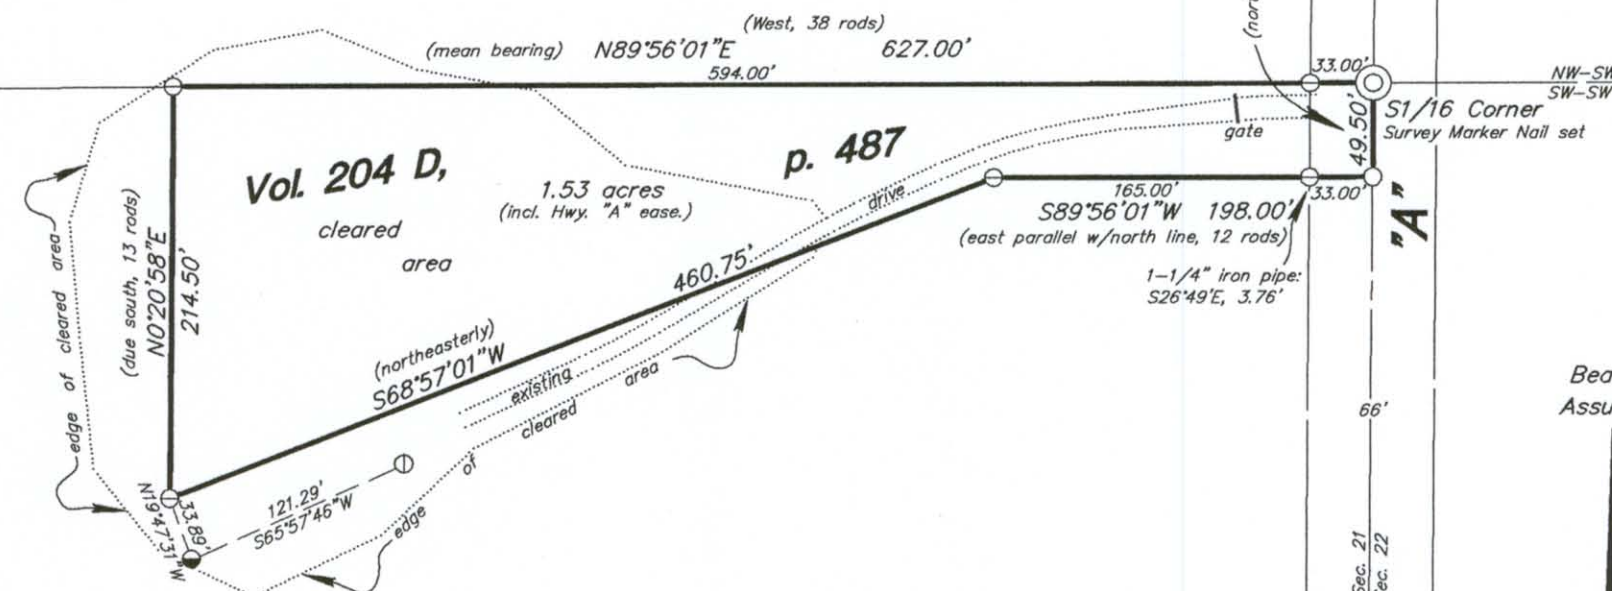 (West, 38 rods)
(mean bearing) N89°56'01"E 627.00'
594.00'
33.00'
(nor
NW-SW
SW-SW
S1/16 Corner
Survey Marker Nail set
49.50'
gate
Vol. 204 D, p. 487
1.53 acres
(incl. Hwy. "A" ease.)
cleared
area
drive
165.00'
33.00'
S89°56'01"W 198.00'
(east parallel w/north line, 12 rods)
"A"
1-1/4" iron pipe:
S26°49'E, 3.76'
(due south, 13 rods)
N0°20'58"E
214.50'
edge of cleared area
460.75'
(northeasterly)
S68°57'01"W
existing
edge of cleared area
121.29'
S65°57'46"W
33.89'
N19°47'31"W
66'
Bea
Assu
Sec. 21
ec. 22